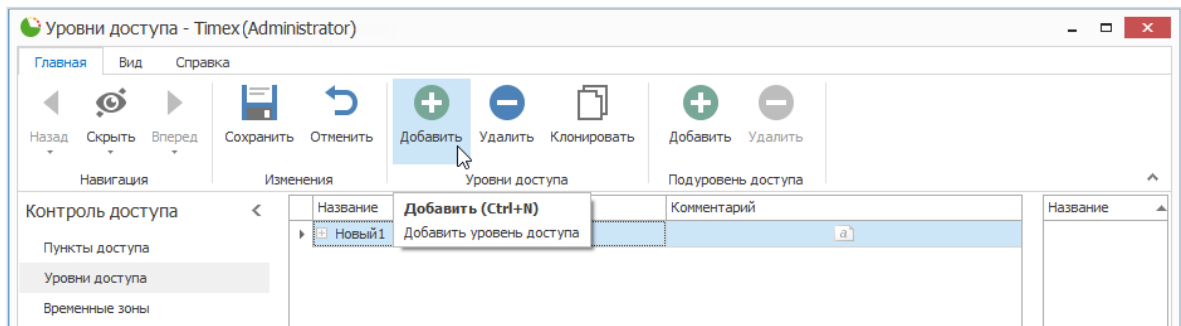 Уровни доступа - Timex (Administrator)
Главная Вид Справка
Назад Скрыть Вперед Сохранить Отменить Добавить Удалить Клонировать Добавить Удалить
Навигация Изменения Уровни доступа Подуровень доступа
Контроль доступа Название Комментарий Название
Добавить (Ctrl+N)
Новый1 Добавить уровень доступа a
Пункты доступа
Уровни доступа
Временные зоны